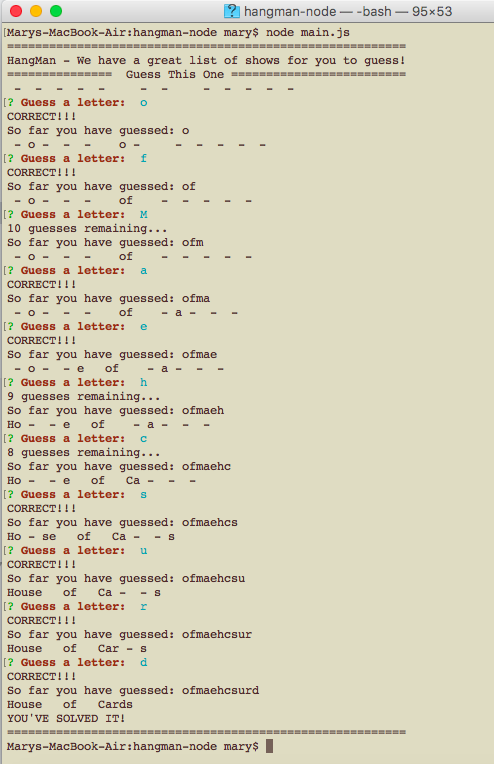 hangman-node — -bash — 95×53
[Marys-MacBook-Air:hangman-node mary$ node main.js
=========================================================
HangMan - We have a great list of shows for you to guess!
===============  Guess This One =========================
 -  -  -  -  -     -  -     -  -  -  -  -
[? Guess a letter:  o
CORRECT!!!
So far you have guessed: o
 - o -  -  -    o -     -  -  -  -  -
[? Guess a letter:  f
CORRECT!!!
So far you have guessed: of
 - o -  -  -    of    -  -  -  -  -
[? Guess a letter:  M
10 guesses remaining...
So far you have guessed: ofm
 - o -  -  -    of    -  -  -  -  -
[? Guess a letter:  a
CORRECT!!!
So far you have guessed: ofma
 - o -  -  -    of    - a -  -  -
[? Guess a letter:  e
CORRECT!!!
So far you have guessed: ofmae
 - o -  - e   of    - a -  -  -
[? Guess a letter:  h
9 guesses remaining...
So far you have guessed: ofmaeh
Ho -  - e   of    - a -  -  -
[? Guess a letter:  c
8 guesses remaining...
So far you have guessed: ofmaehc
Ho -  - e   of   Ca -  -  -
[? Guess a letter:  s
CORRECT!!!
So far you have guessed: ofmaehcs
Ho - se   of   Ca -  - s
[? Guess a letter:  u
CORRECT!!!
So far you have guessed: ofmaehcsu
House   of   Ca -  - s
[? Guess a letter:  r
CORRECT!!!
So far you have guessed: ofmaehcsur
House   of   Car - s
[? Guess a letter:  d
CORRECT!!!
So far you have guessed: ofmaehcsurd
House   of   Cards
YOU'VE SOLVED IT!
=========================================================
Marys-MacBook-Air:hangman-node mary$